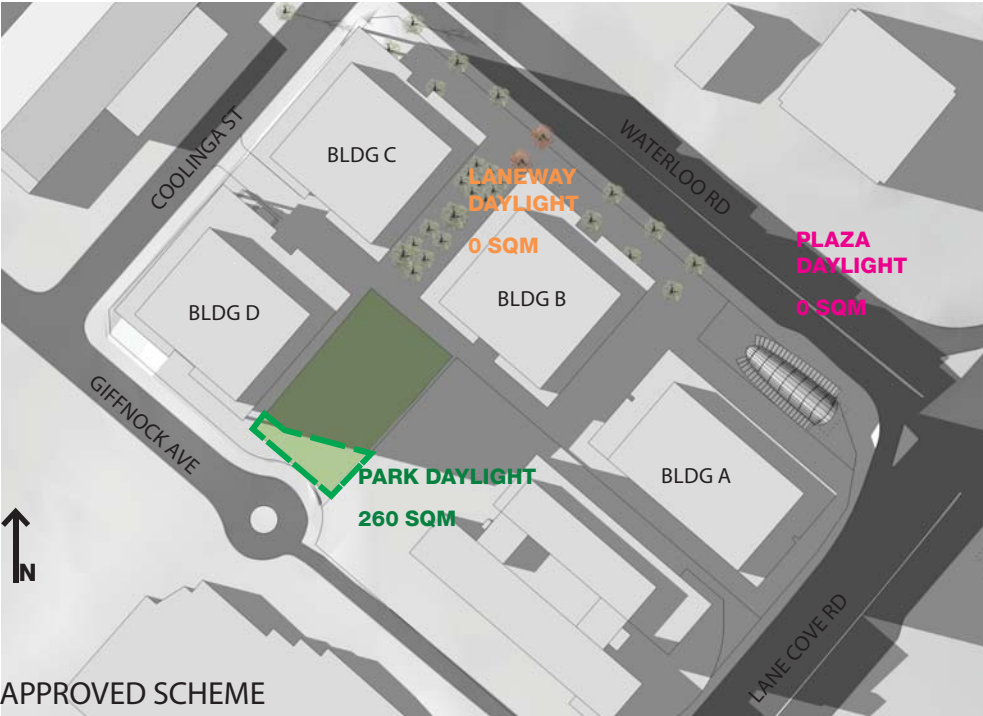 COOLINGA ST
WATERLOO RD
BLDG C
LANEWAY
DAYLIGHT
0 SQM
PLAZA
DAYLIGHT
0 SQM
BLDG B
BLDG D
GIFFNOCK AVE
PARK DAYLIGHT
260 SQM
BLDG A
N
LANE COVE RD
APPROVED SCHEME